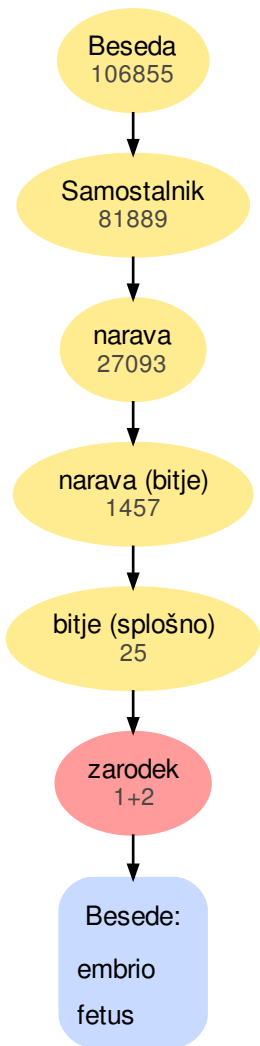 Beseda
106855
Samostalnik
81889
narava
27093
narava (bitje)
1457
bitje (splošno)
25
zarodek
1+2
Besede:
embrio
fetus